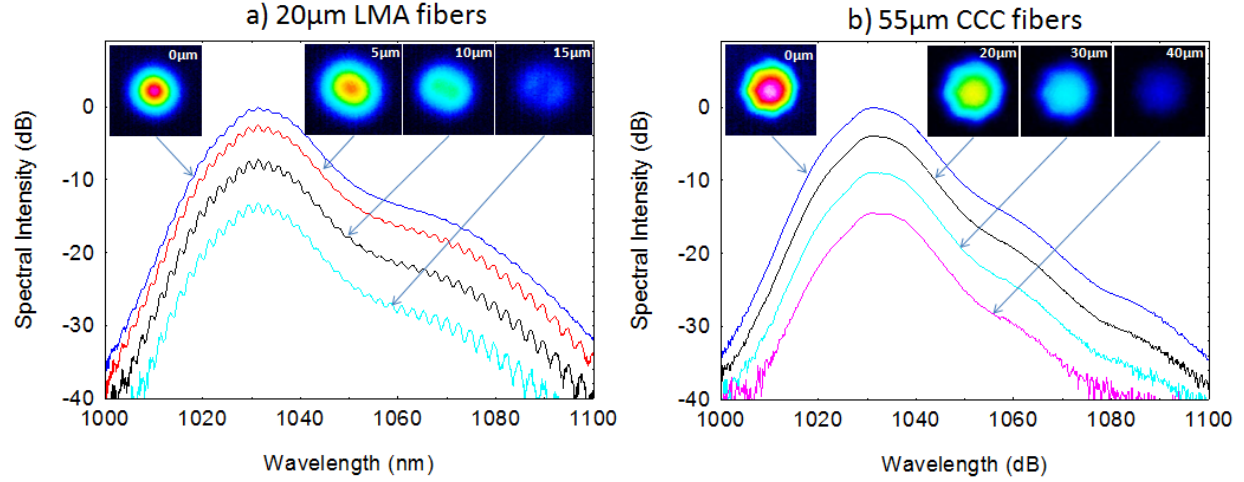 a) 20µm LMA fibers
0µm
5µm
10µm
15µm
Spectral Intensity (dB)
0
-10
-20
-30
-40
1000
1020
1040
1060
1080
1100
Wavelength (nm)
b) 55µm CCC fibers
0µm
20µm
30µm
40µm
Spectral Intensity (dB)
0
-10
-20
-30
-40
1000
1020
1040
1060
1080
1100
Wavelength (dB)